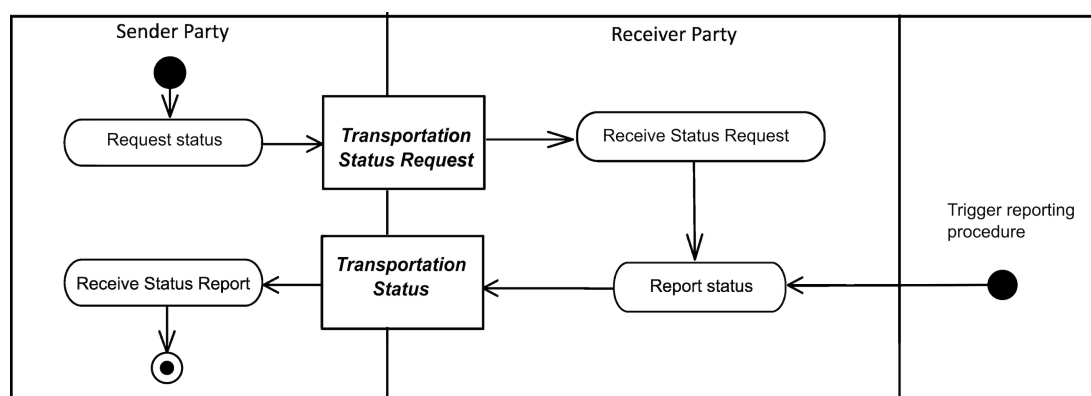 Sender Party
Receiver Party
Request status
Transportation
Status Request
Receive Status Request
Trigger reporting
procedure
Receive Status Report
Transportation
Status
Report status